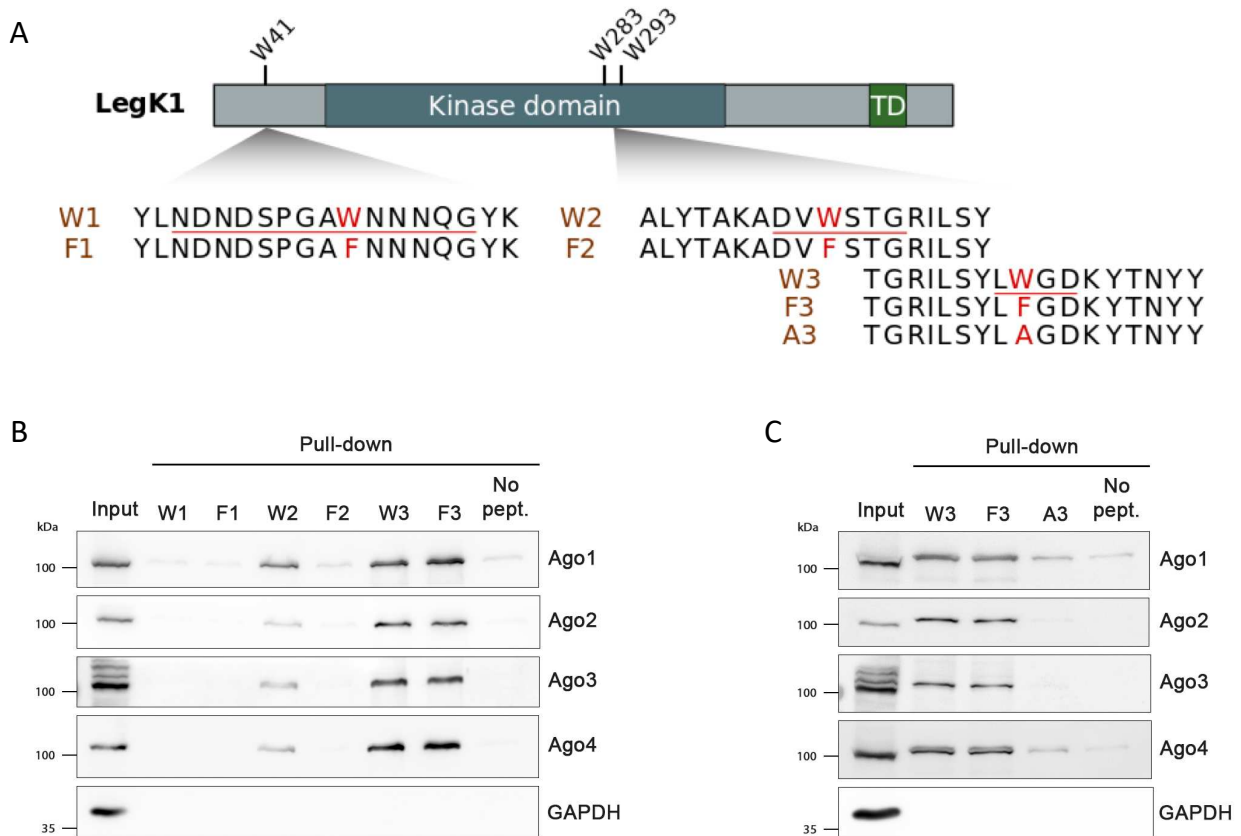 A
W41
W283
W293
LegK1
Kinase domain
TD
W1 YLNDNDSPGAWNNNQGYK
F1 YLNDNDSPGAFNNNQGYK
W2 ALYTAKADVWSTGRILSY
F2 ALYTAKADVFSTGRILSY
W3 TGRILSYLWGDKYTNYY
F3 TGRILSYLFGDKYTNYY
A3 TGRILSYLAGDKYTNYY
B
Pull-down
kDa
Input W1 F1 W2 F2 W3 F3 No pept.
100 Ago1
100 Ago2
100 Ago3
100 Ago4
35 GAPDH
C
Pull-down
kDa
Input W3 F3 A3 No pept.
100 Ago1
100 Ago2
100 Ago3
100 Ago4
35 GAPDH